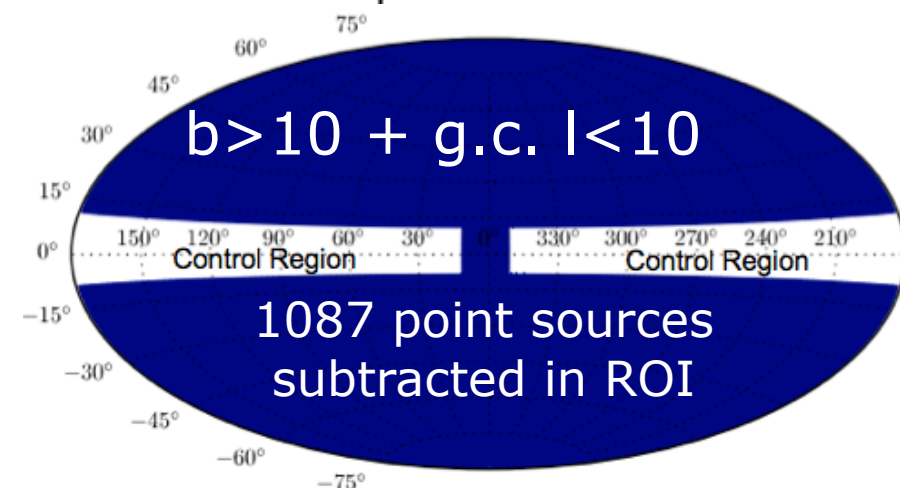 75°
60°
45°
b>10 + g.c. l<10
30°
15°
150° 120° 90° 60° 30° 0° 330° 300° 270° 240° 210°
0°
Control Region Control Region
−15°
1087 point sources
subtracted in ROI
−30°
−45°
−60°
−75°